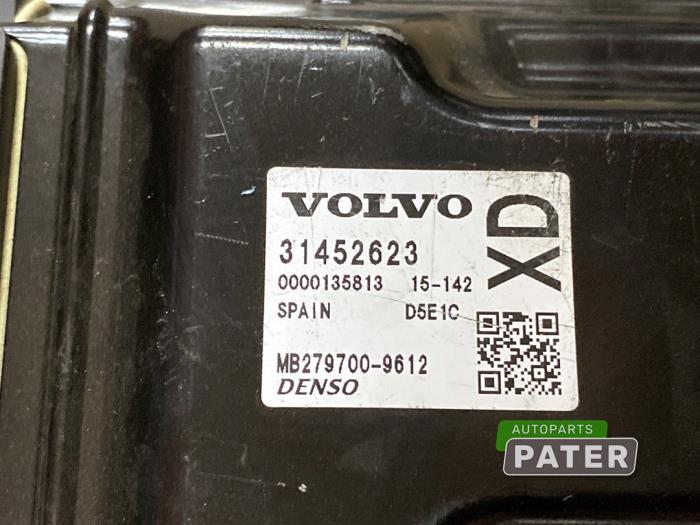 VOLVO
XD
31452623
0000135813 15-142
SPAIN D5E1C
MB279700-9612
DENSO
AUTOPARTS
PATER